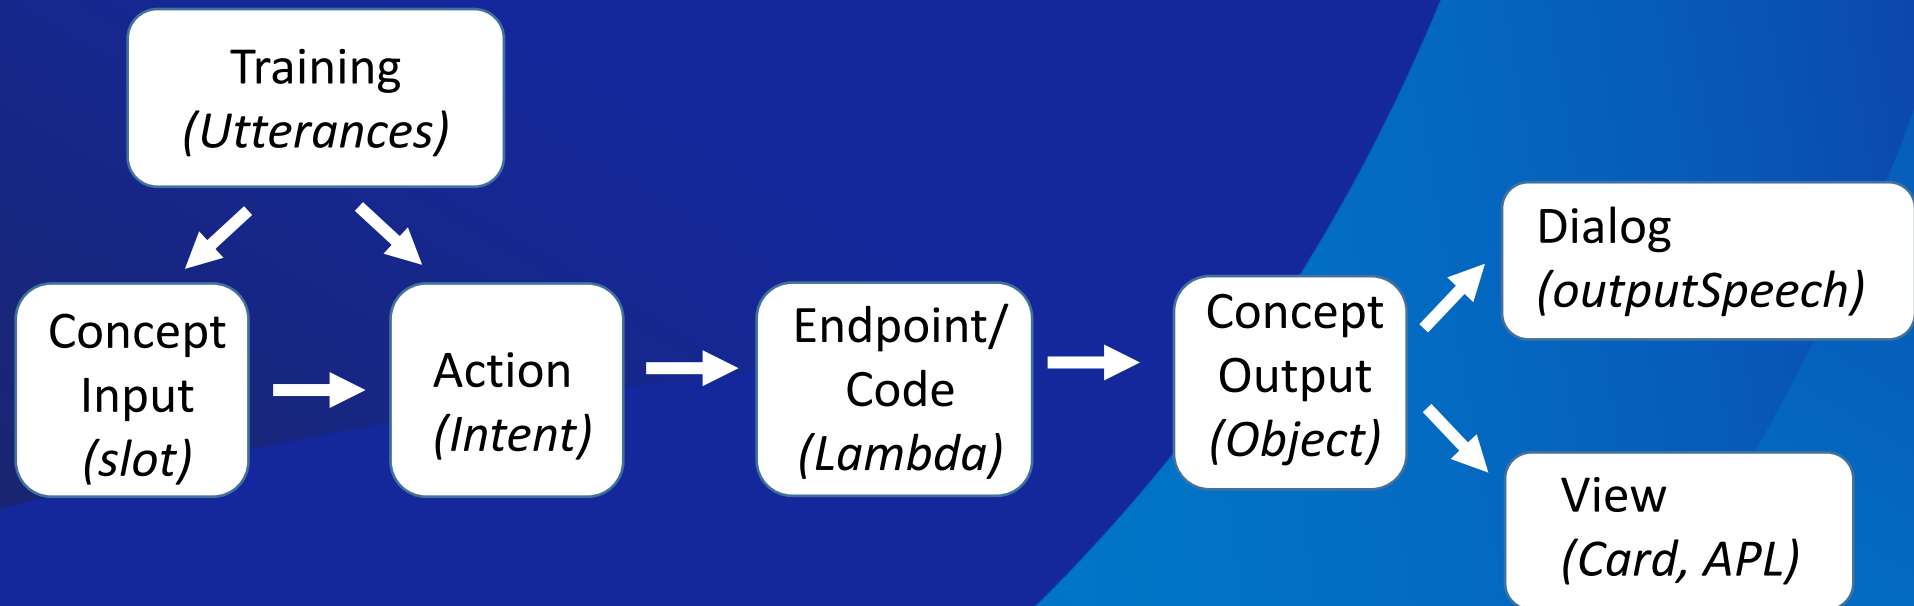 Training
(Utterances)
Concept
Input
(slot)
Action
(Intent)
Endpoint/
Code
(Lambda)
Concept
Output
(Object)
Dialog
(outputSpeech)
View
(Card, APL)